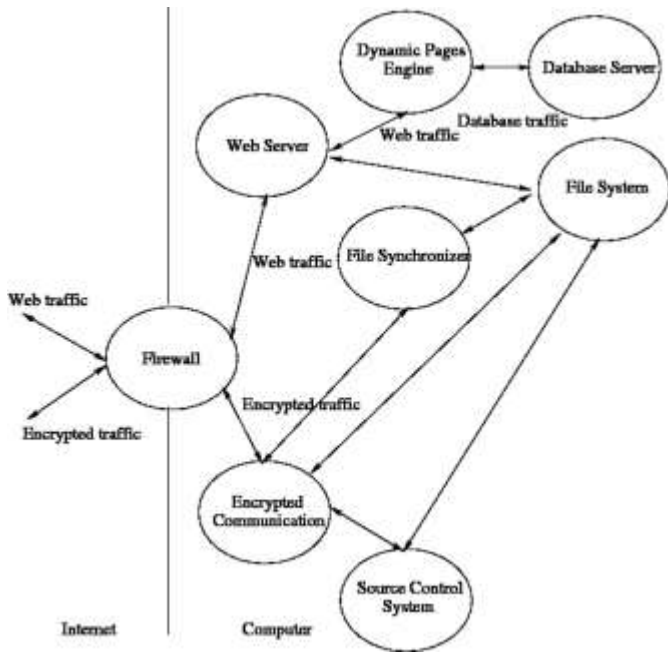 Dynamic Pages
Engine
Database Server
Database traffic
Web traffic
Web Server
File System
File Synchronizer
Web traffic
Web traffic
Firewall
Encrypted traffic
Encrypted traffic
Encrypted
Communication
Source Control
System
Internet
Computer